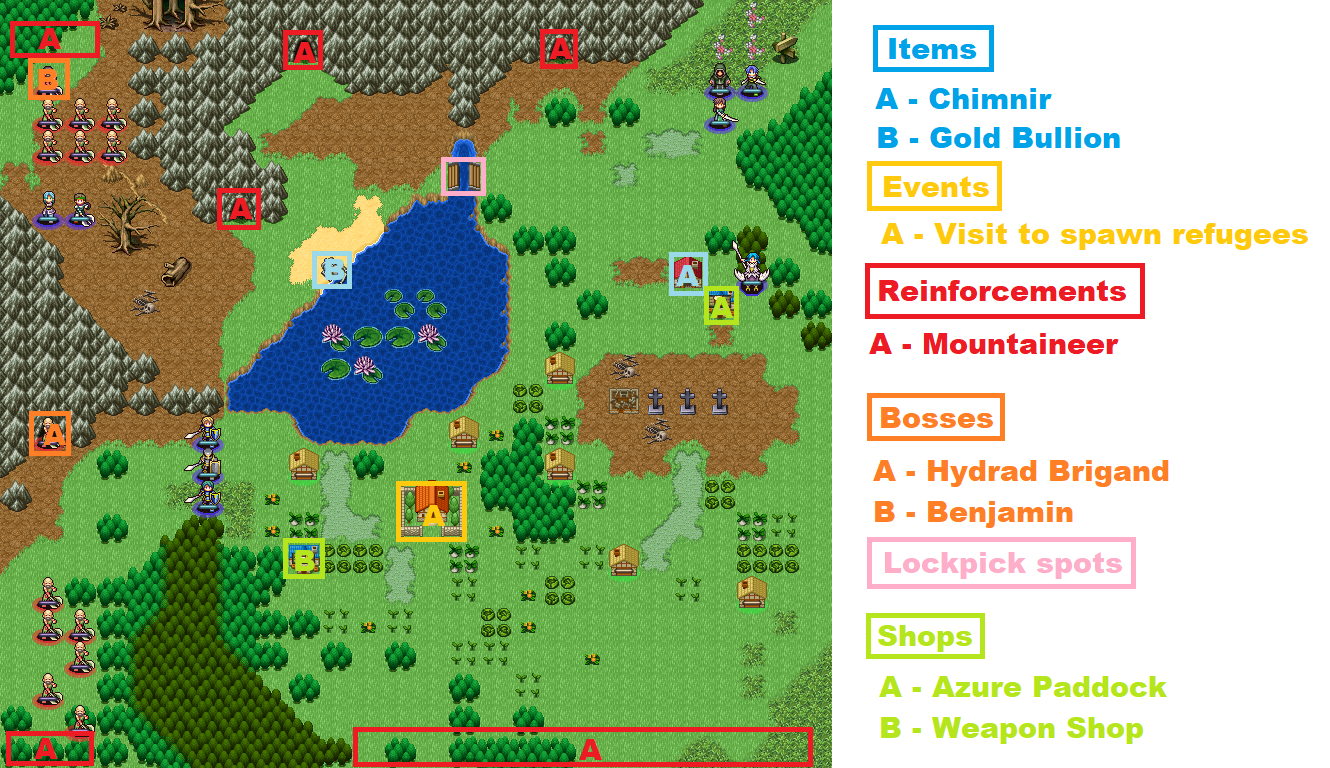 A
A
A
Items
B
A - Chimnir
B - Gold Bullion
Events
A
A - Visit to spawn refugees
B
A
A
Reinforcements
A - Mountaineer
Bosses
A
A - Hydrad Brigand
A
B - Benjamin
B
Lockpick spots
Shops
A - Azure Paddock
B - Weapon Shop
A
A